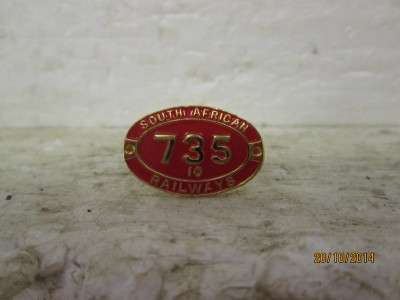 SOUTH AFRICAN
735
10
RAILWAYS
28/10/2014